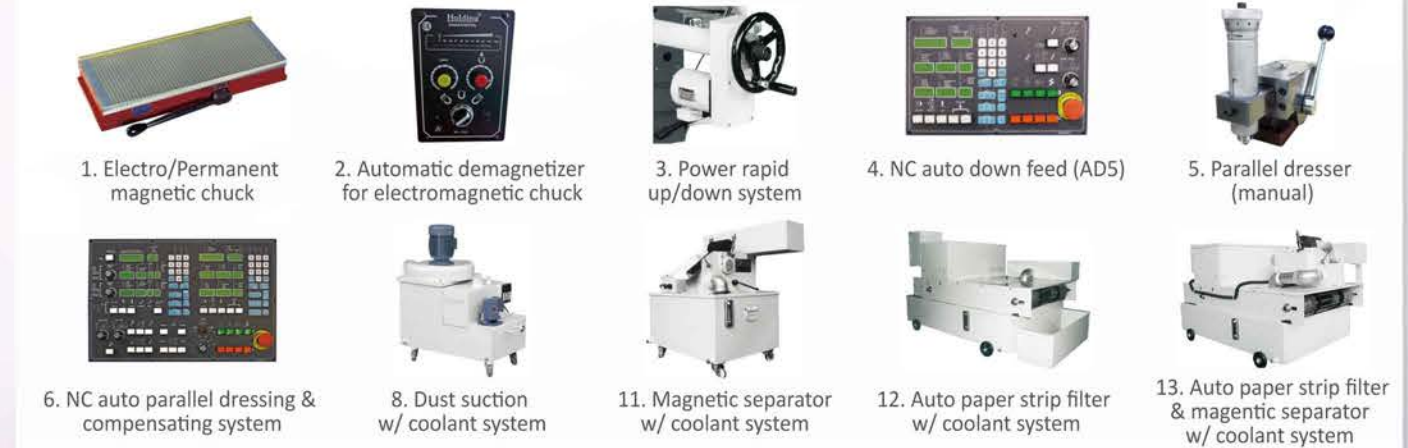 Holding
1. Electro/Permanent
magnetic chuck
2. Automatic demagnetizer
for electromagnetic chuck
3. Power rapid
up/down system
4. NC auto down feed (AD5)
5. Parallel dresser
(manual)
6. NC auto parallel dressing &
compensating system
8. Dust suction
w/ coolant system
11. Magnetic separator
w/ coolant system
12. Auto paper strip filter
w/ coolant system
13. Auto paper strip filter
& magentic separator
w/ coolant system